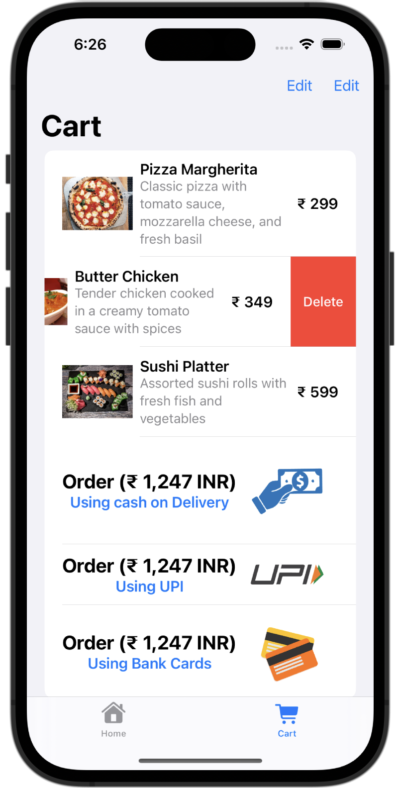 6:26
Edit Edit
Cart
Pizza Margherita
Classic pizza with
tomato sauce,
mozzarella cheese, and
fresh basil
₹ 299
Butter Chicken
Tender chicken cooked
in a creamy tomato
sauce with spices
₹ 349
Delete
Sushi Platter
Assorted sushi rolls with
fresh fish and
vegetables
₹ 599
Order (₹ 1,247 INR)
Using cash on Delivery
Order (₹ 1,247 INR)
Using UPI
UPI
Order (₹ 1,247 INR)
Using Bank Cards
Home
Cart